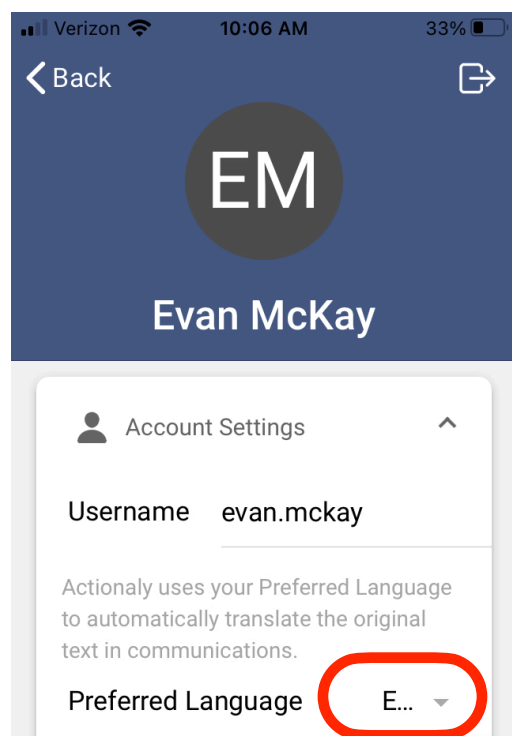 Verizon 10:06 AM 33%
Back
EM
Evan McKay
Account Settings
Username evan.mckay
Actionaly uses your Preferred Language
to automatically translate the original
text in communications.
Preferred Language E...